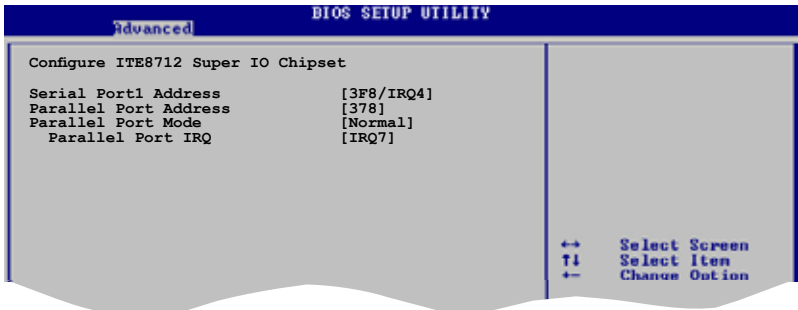 BIOS SETUP UTILITY
Advanced
Configure ITE8712 Super IO Chipset
Serial Port1 Address [3F8/IRQ4]
Parallel Port Address [378]
Parallel Port Mode [Normal]
Parallel Port IRQ [IRQ7]
↔ Select Screen
↑↓ Select Item
+- Change Option